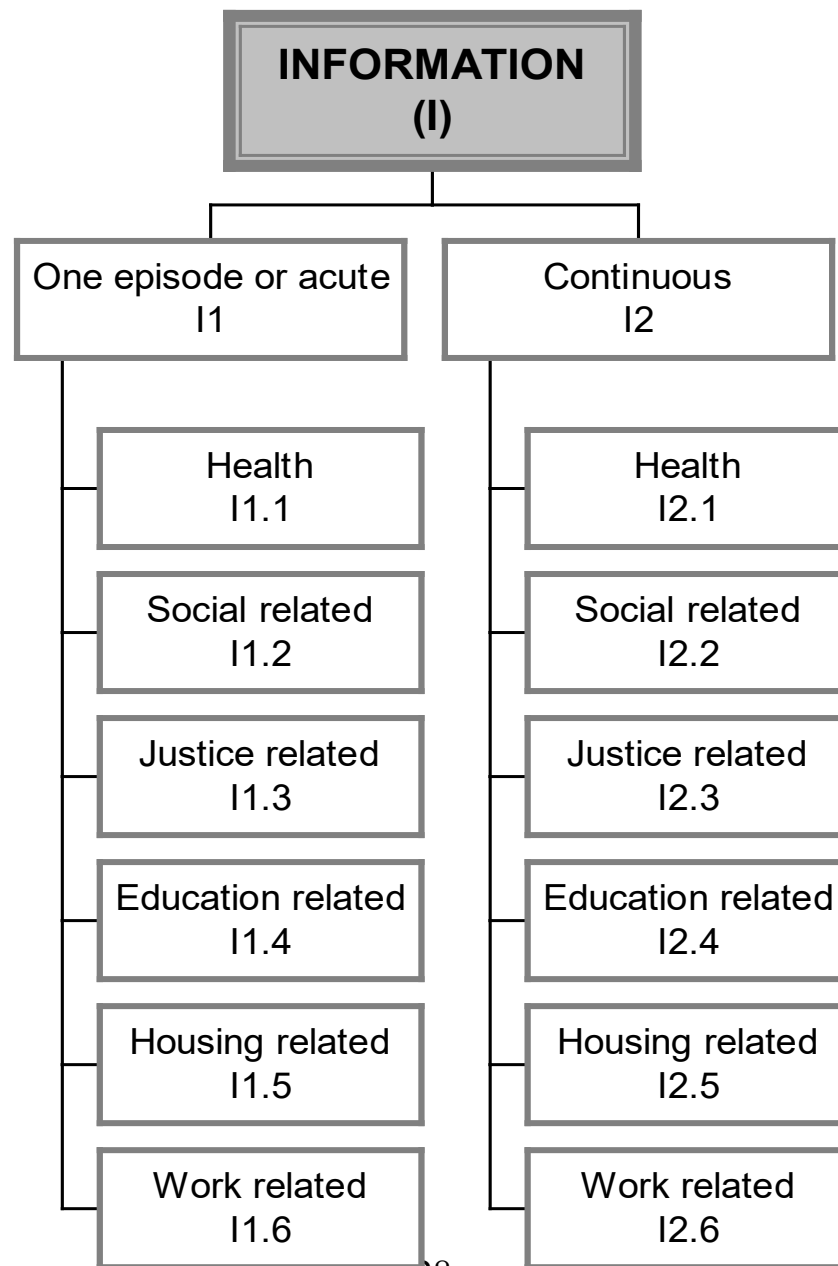 INFORMATION
(I)
One episode or acute
I1
Continuous
I2
Health
I1.1
Health
I2.1
Social related
I1.2
Social related
I2.2
Justice related
I1.3
Justice related
I2.3
Education related
I1.4
Education related
I2.4
Housing related
I1.5
Housing related
I2.5
Work related
I1.6
Work related
I2.6